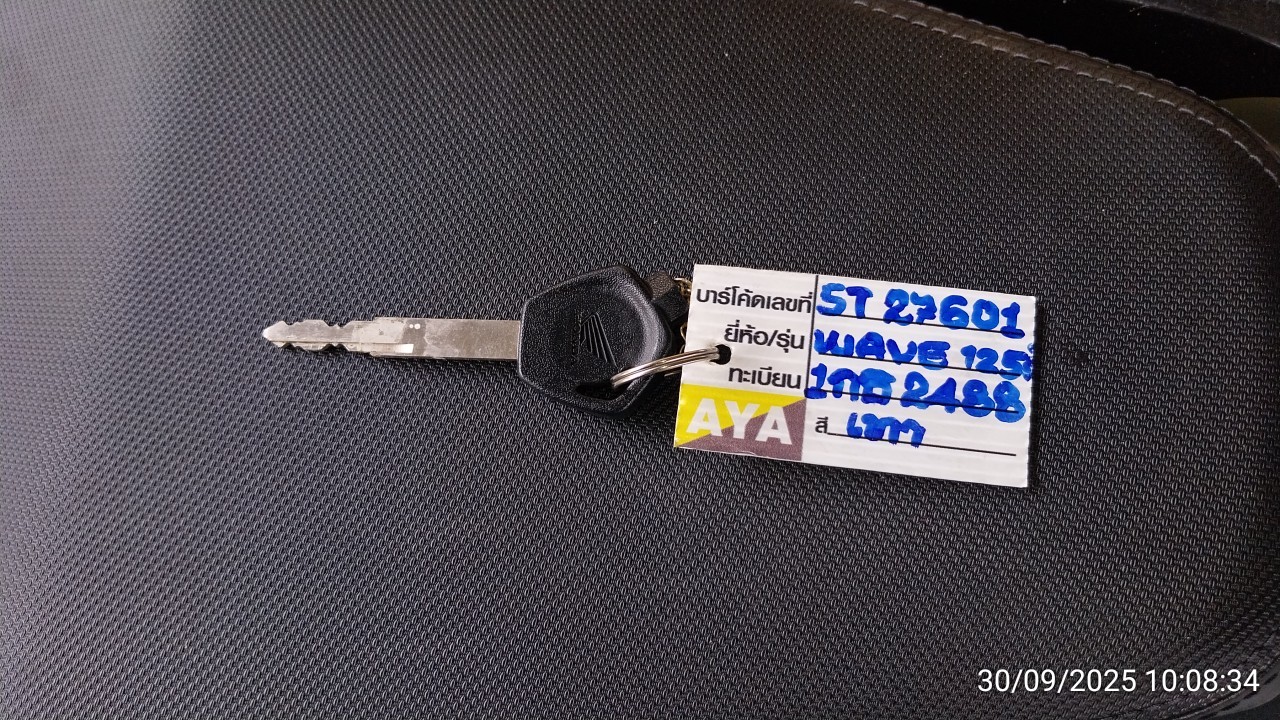 บาร์โค้ดเลขที่ ST 27601
ยี่ห้อ/รุ่น WAVE 125i
ทะเบียน 1กธ 2488
AYA
สี เทา
30/09/2025 10:08:34